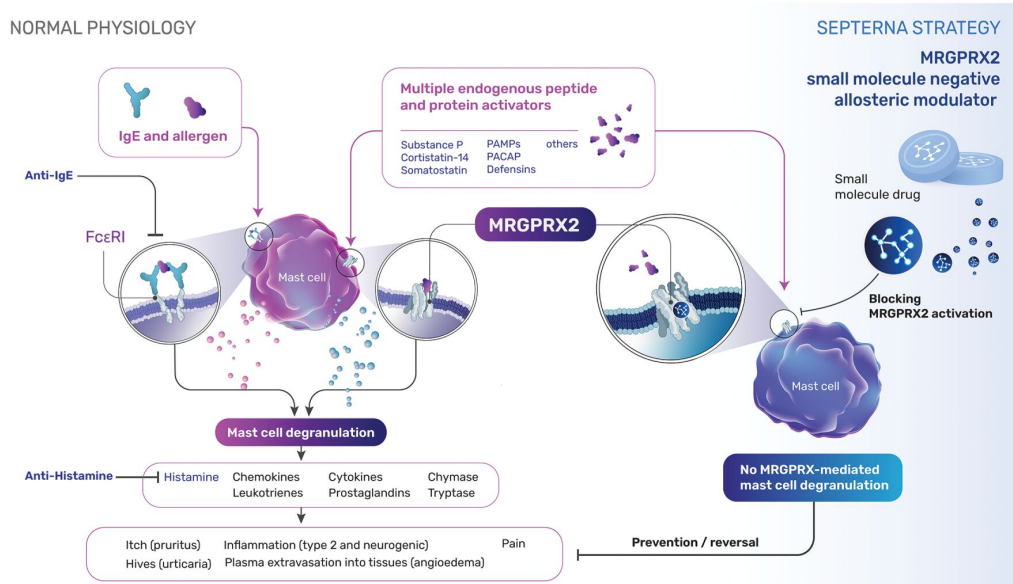 NORMAL PHYSIOLOGY
SEPTERNA STRATEGY
MRGPRX2
small molecule negative
allosteric modulator
IgE and allergen
Multiple endogenous peptide
and protein activators
Substance P PAMPs others
Cortistatin-14 PACAP
Somatostatin Defensins
Anti-IgE
FcεRI
MRGPRX2
Small
molecule drug
Mast cell
Blocking
MRGPRX2 activation
Mast cell
Mast cell degranulation
Anti-Histamine
Histamine Chemokines Cytokines Chymase
Leukotrienes Prostaglandins Tryptase
No MRGPRX-mediated
mast cell degranulation
Itch (pruritus) Inflammation (type 2 and neurogenic) Pain
Hives (urticaria) Plasma extravasation into tissues (angioedema)
Prevention / reversal